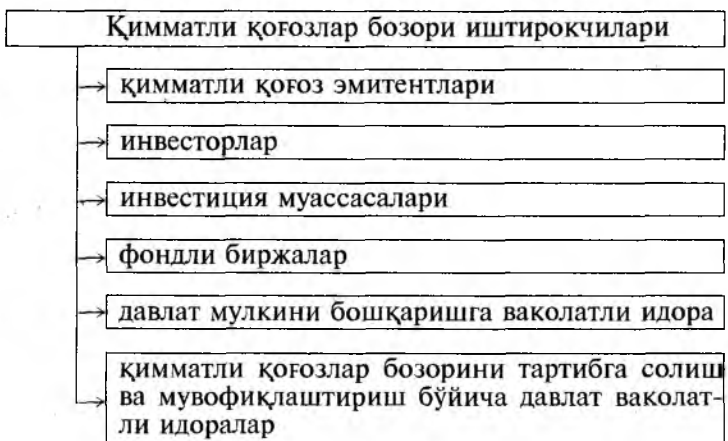 Қимматли қоғозлар бозори иштирокчилари
қимматли қоғоз эмитентлари
инвесторлар
инвестиция муассасалари
фондли биржалар
давлат мулкини бошқаришга ваколатли идора
қимматли қоғозлар бозорини тартибга солиш
ва мувофиқлаштириш бўйича давлат ваколат-
ли идоралар